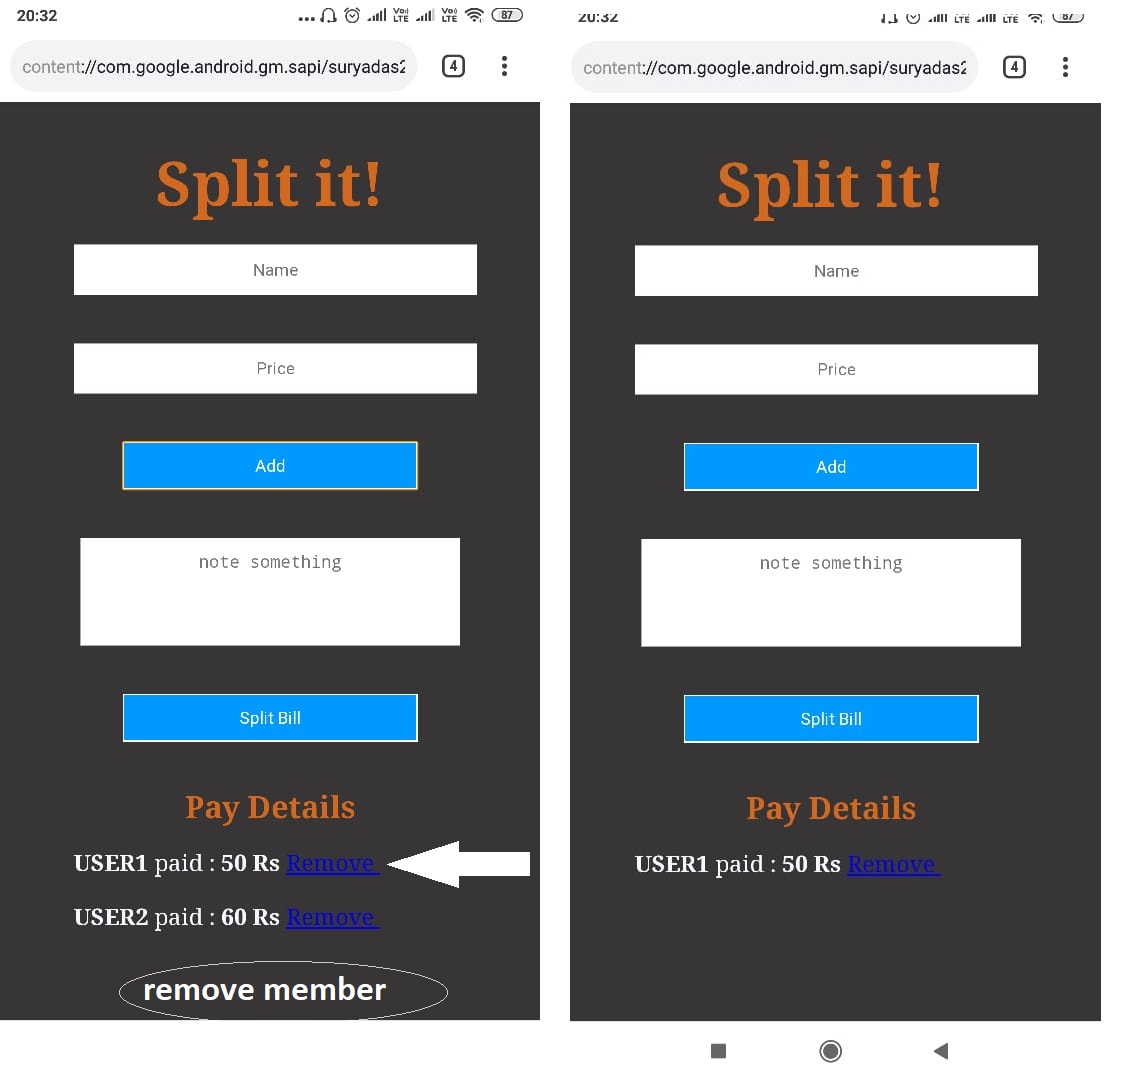 20:32
Vo) LTE Vo) LTE 87
content://com.google.android.gm.sapi/suryadas2
4
Split it!
Name
Price
Add
note something
Split Bill
Pay Details
USER1 paid : 50 Rs Remove
USER2 paid : 60 Rs Remove
remove member
20:32
LTE LTE 87
content://com.google.android.gm.sapi/suryadas2
4
Split it!
Name
Price
Add
note something
Split Bill
Pay Details
USER1 paid : 50 Rs Remove